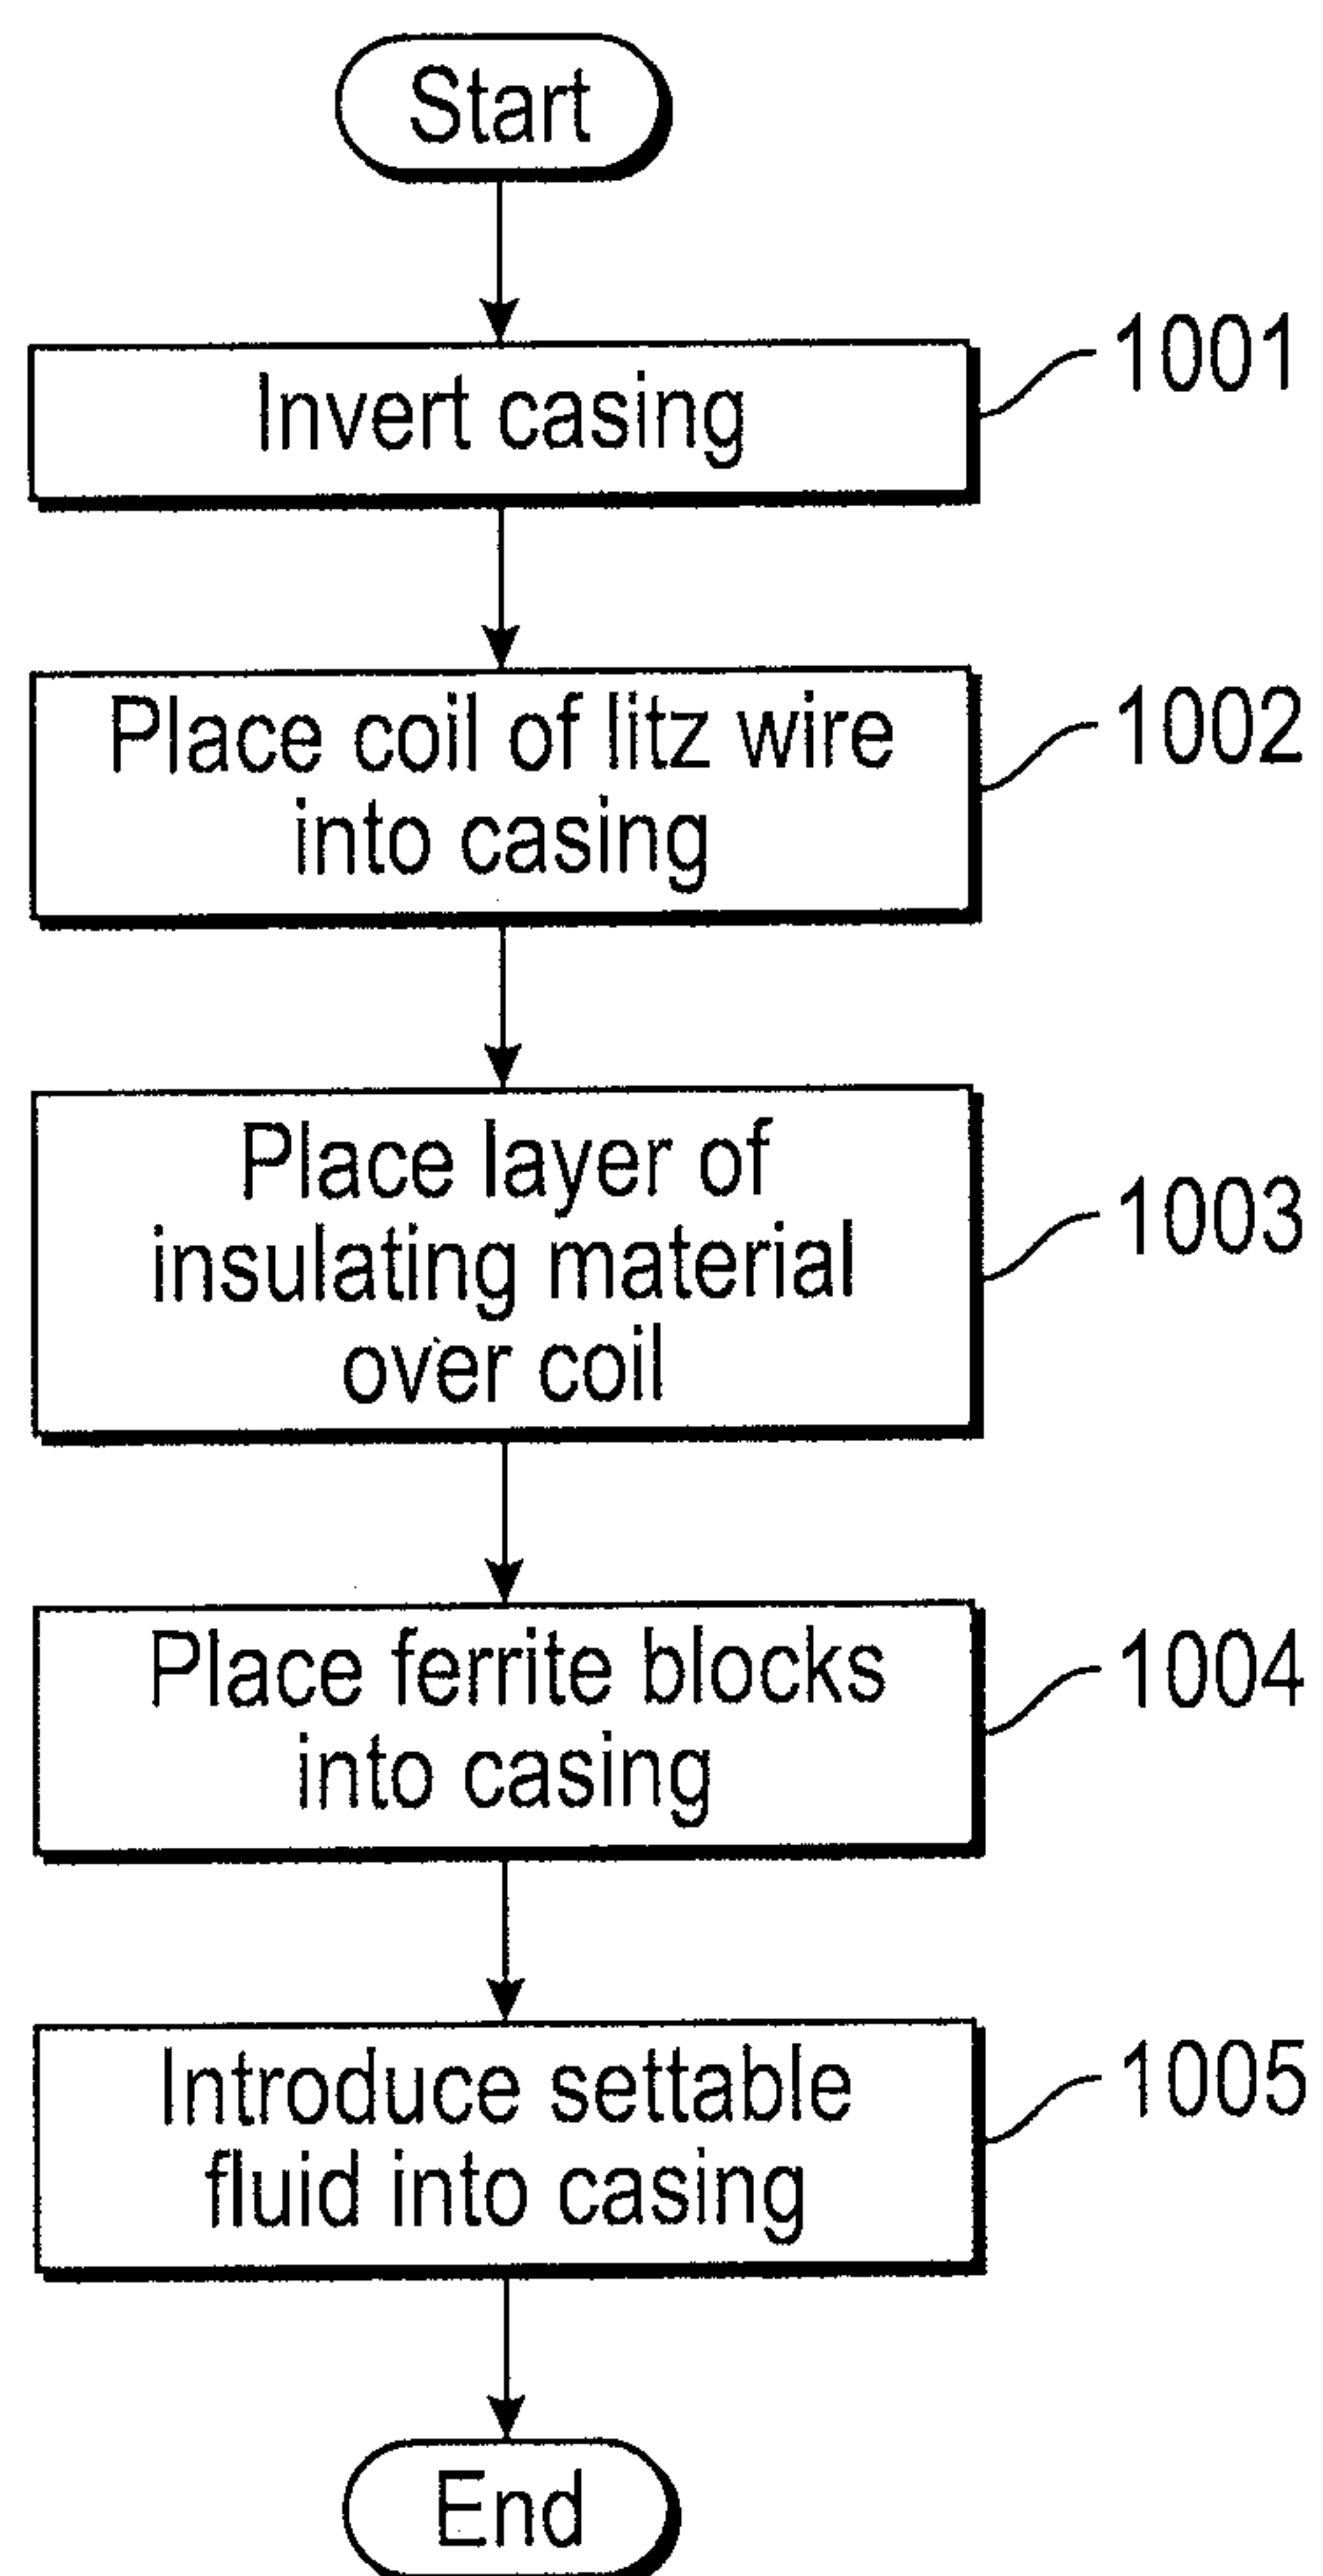 Start
Invert casing
1001
Place coil of litz wire
into casing
1002
Place layer of
insulating material
over coil
1003
Place ferrite blocks
into casing
1004
Introduce settable
fluid into casing
1005
End